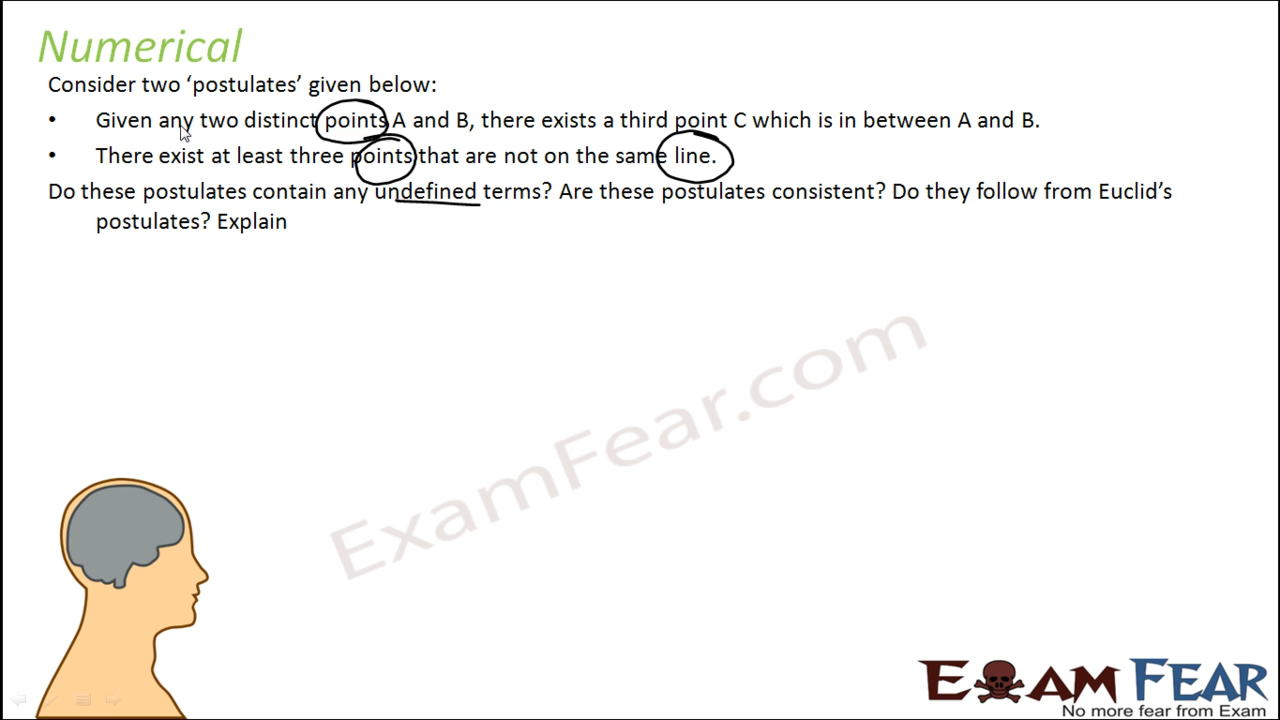 Numerical
Consider two ‘postulates’ given below:
• Given any two distinct points A and B, there exists a third point C which is in between A and B.
• There exist at least three points that are not on the same line.
Do these postulates contain any undefined terms? Are these postulates consistent? Do they follow from Euclid’s
postulates? Explain
ExamFear.com
EXAM FEAR
No more fear from Exam